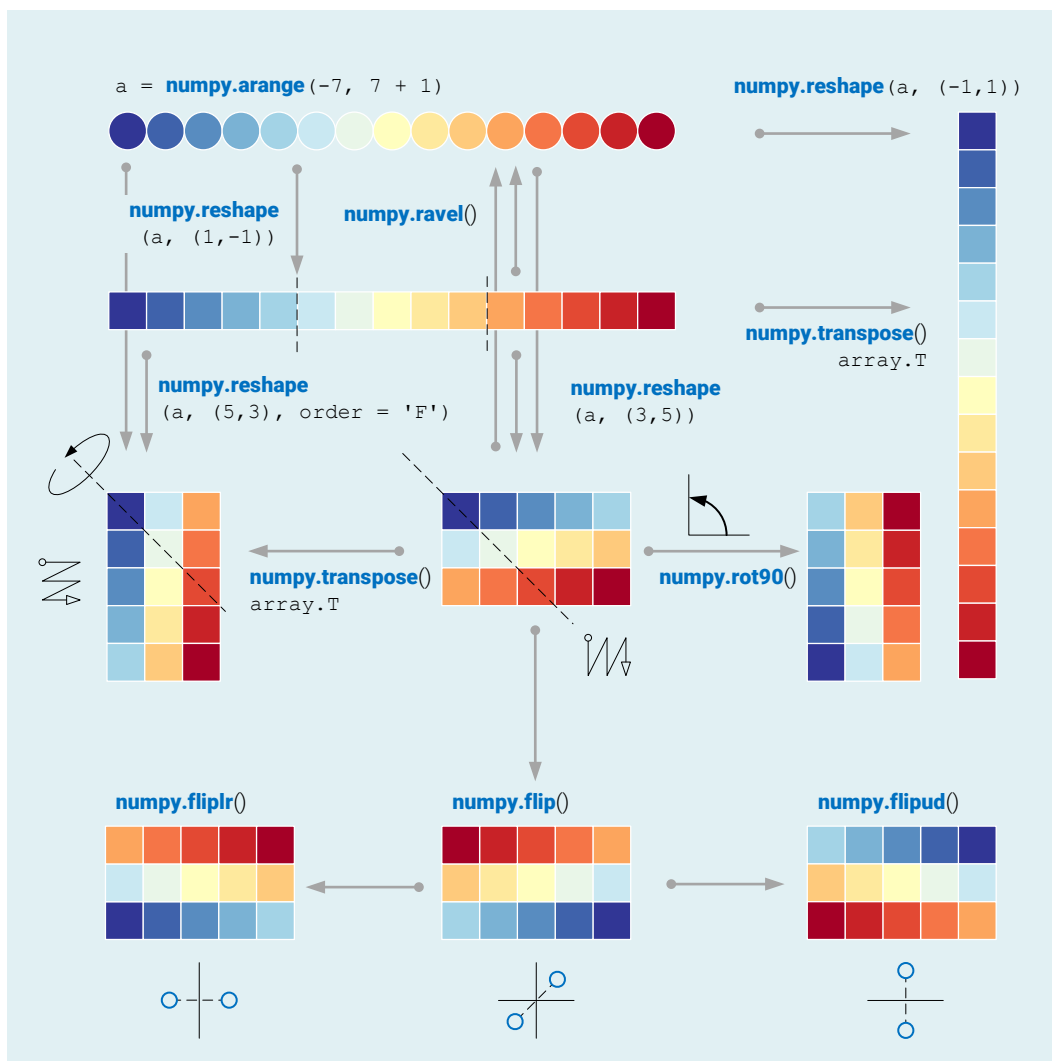 a = numpy.arange(-7, 7 + 1)
numpy.reshape(a, (-1,1))
numpy.reshape
(a, (1,-1))
numpy.ravel()
numpy.transpose()
array.T
numpy.reshape
(a, (5,3), order = 'F')
numpy.reshape
(a, (3,5))
numpy.transpose()
array.T
numpy.rot90()
numpy.fliplr()
numpy.flip()
numpy.flipud()